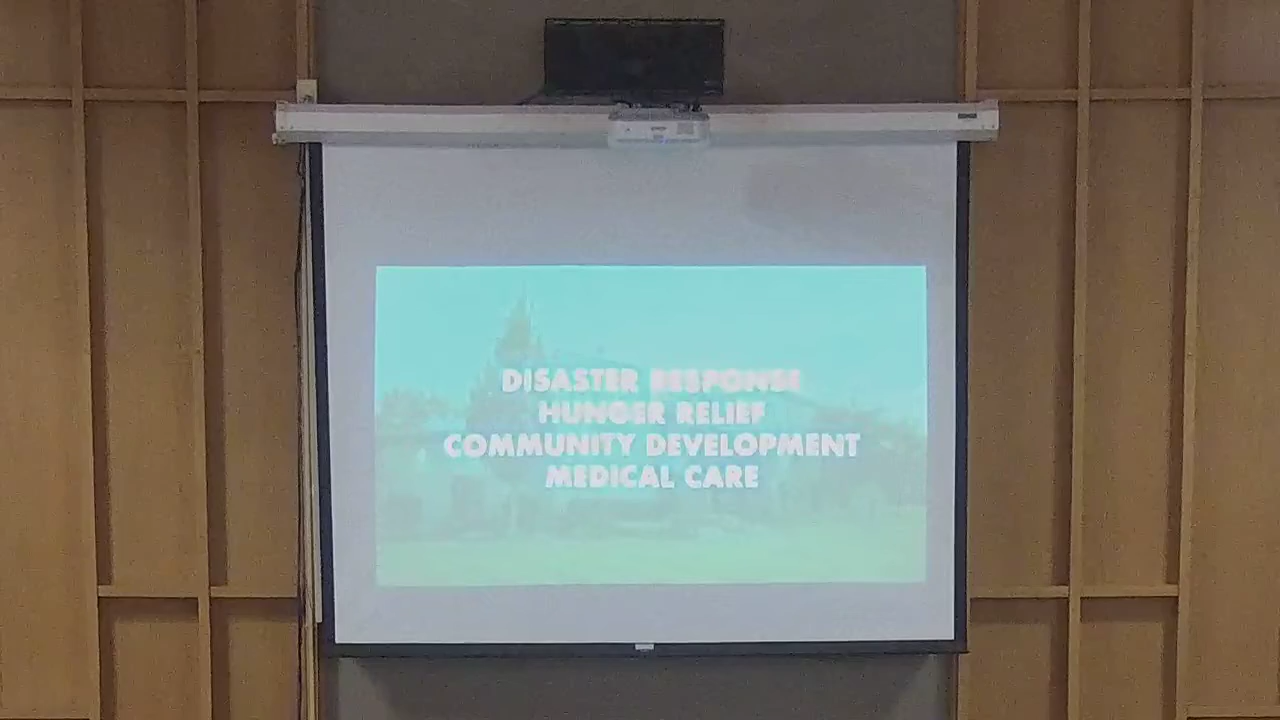 DISASTER RESPONSE
HUNGER RELIEF
COMMUNITY DEVELOPMENT
MEDICAL CARE